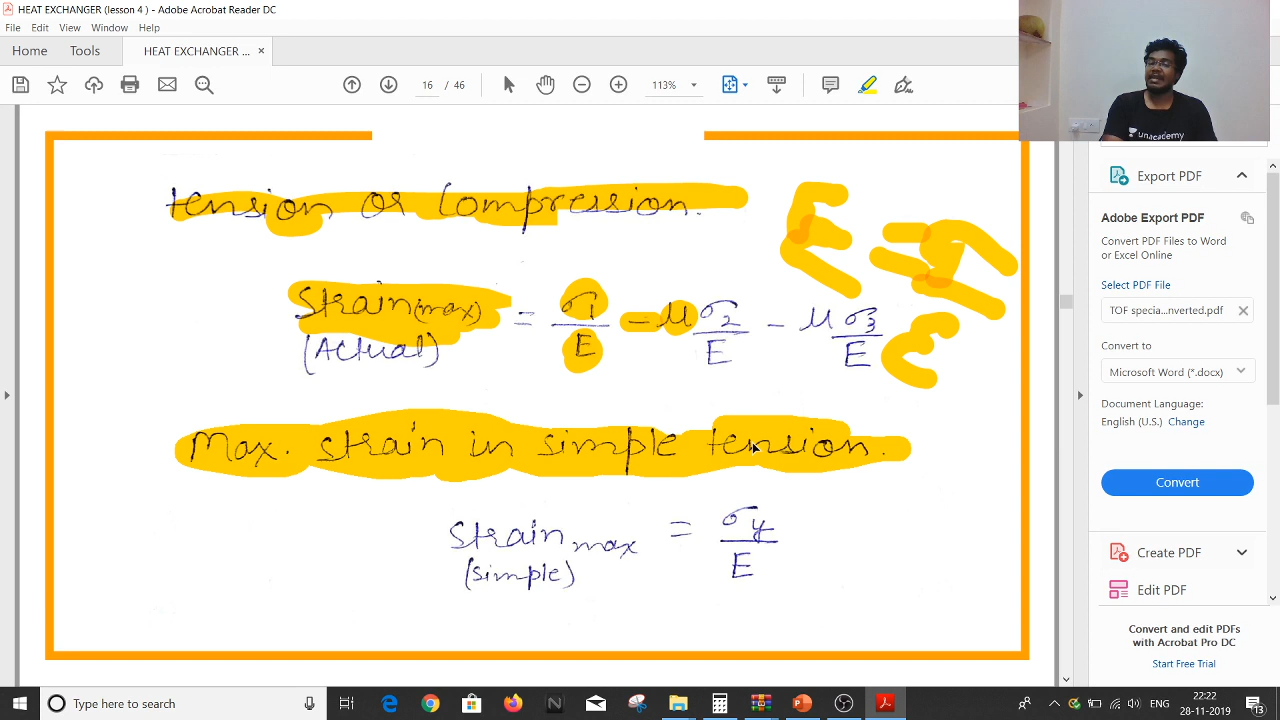 HEAT EXCHANGER (lesson 4 ) - Adobe Acrobat Reader DC
File Edit View Window Help
Home Tools HEAT EXCHANGER ... ×
16 / 46 113%
unacademy
tension or Compression.
E = σ
ε
Strain(max) = σ1/E - μ σ2/E - μ σ3/E
(Actual)
Max. strain in simple tension.
strain max = σy/E
(simple)
Export PDF
Adobe Export PDF
Convert PDF Files to Word
or Excel Online
Select PDF File
TOF specia...nverted.pdf
Convert to
Microsoft Word (*.docx)
Document Language:
English (U.S.) Change
Convert
Create PDF
Edit PDF
Convert and edit PDFs
with Acrobat Pro DC
Start Free Trial
Type here to search
ENG
22:22
28-11-2019
13